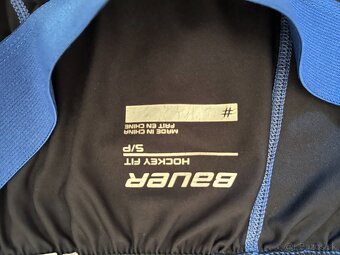 BAUER
HOCKEY FIT
S/P
MADE IN CHINA
FAIT EN CHINE
#